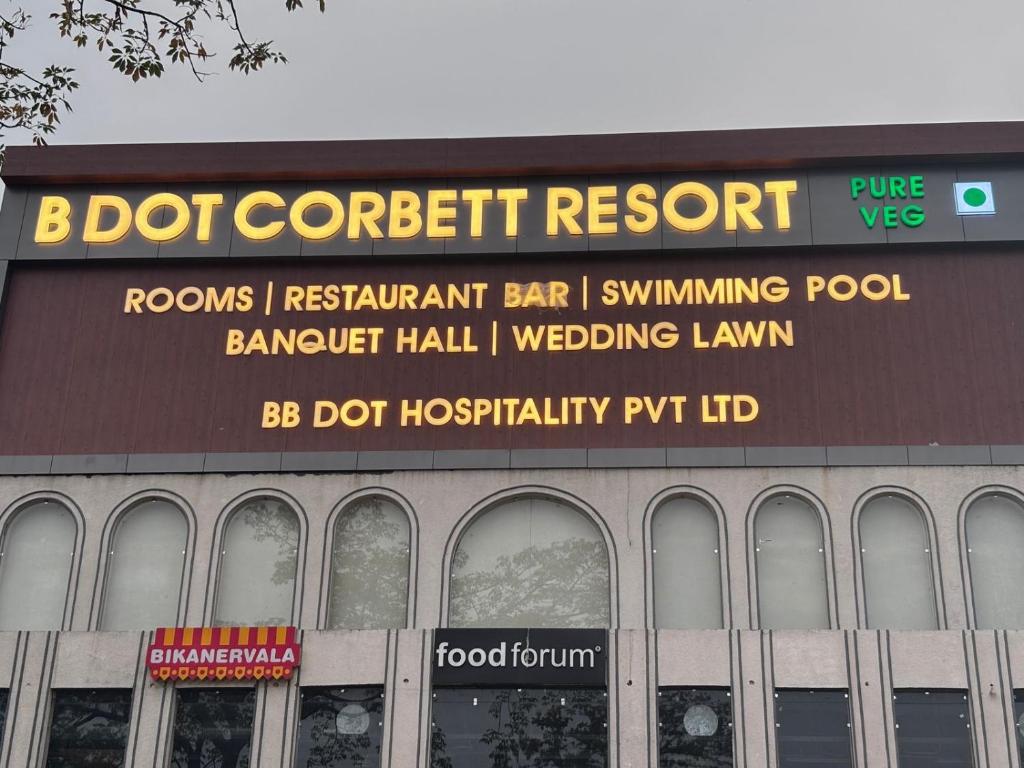 B DOT CORBETT RESORT
PURE
VEG
ROOMS | RESTAURANT BAR | SWIMMING POOL
BANQUET HALL | WEDDING LAWN
BB DOT HOSPITALITY PVT LTD
BIKANERVALA
foodforum